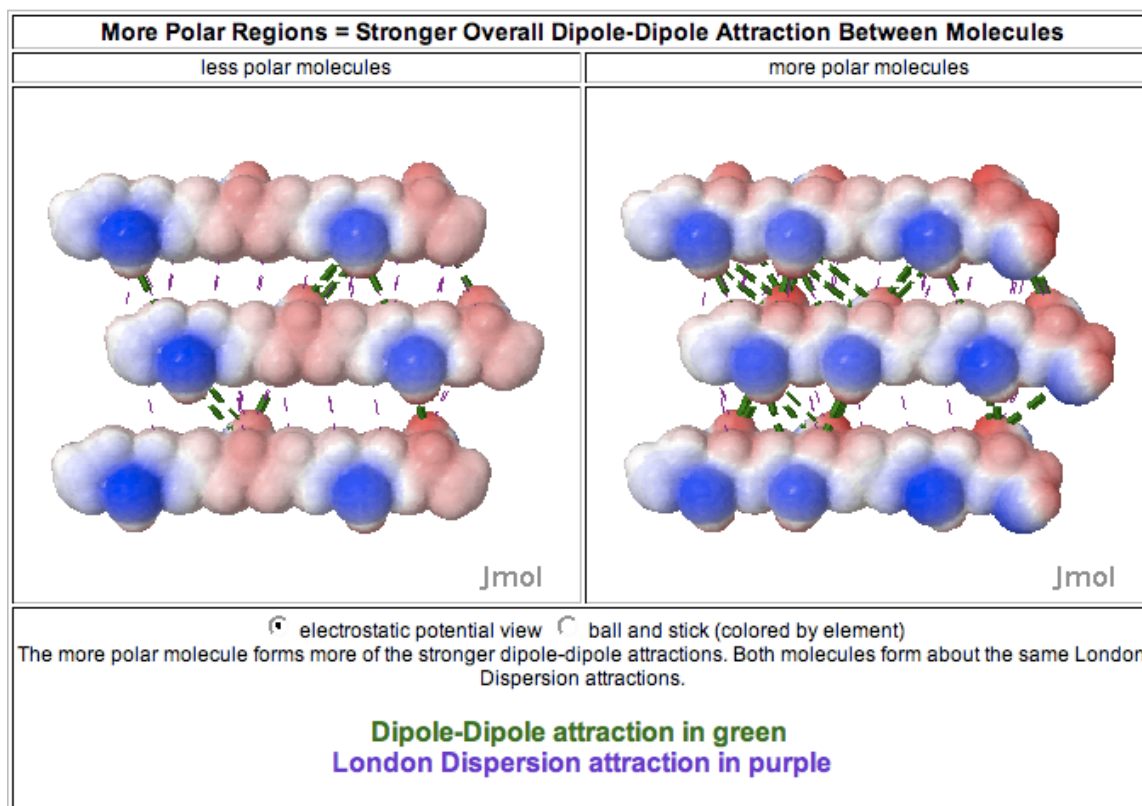 More Polar Regions = Stronger Overall Dipole-Dipole Attraction Between Molecules
less polar molecules
more polar molecules
Jmol
Jmol
electrostatic potential view ball and stick (colored by element)
The more polar molecule forms more of the stronger dipole-dipole attractions. Both molecules form about the same London
Dispersion attractions.
Dipole-Dipole attraction in green
London Dispersion attraction in purple